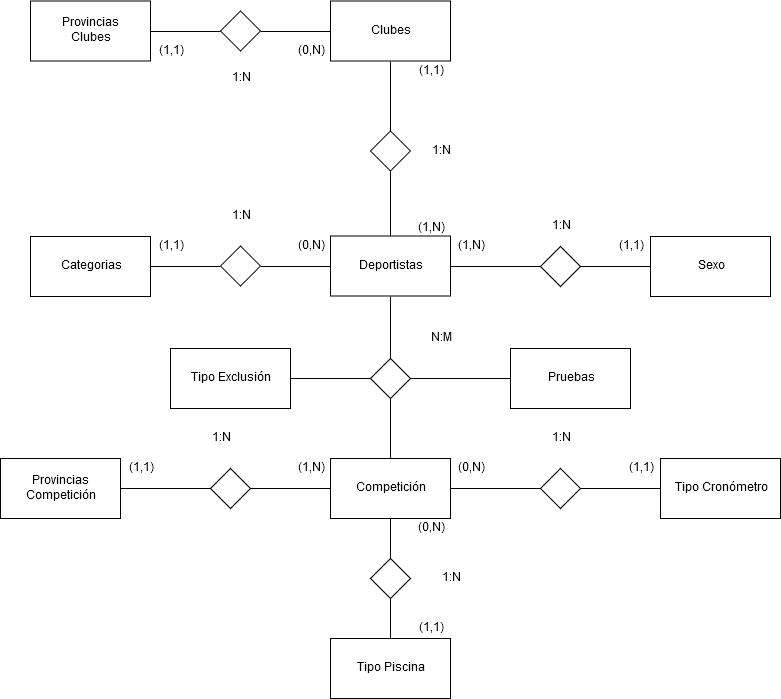 Provincias
Clubes
(1,1)
1:N
(0,N)
Clubes
(1,1)
1:N
(1,N)
Categorias
(1,1)
1:N
(0,N)
Deportistas
(1,N)
1:N
(1,1)
Sexo
N:M
Tipo Exclusión
Pruebas
Provincias
Competición
(1,1)
1:N
(1,N)
Competición
(0,N)
1:N
(1,1)
Tipo Cronómetro
(0,N)
1:N
(1,1)
Tipo Piscina